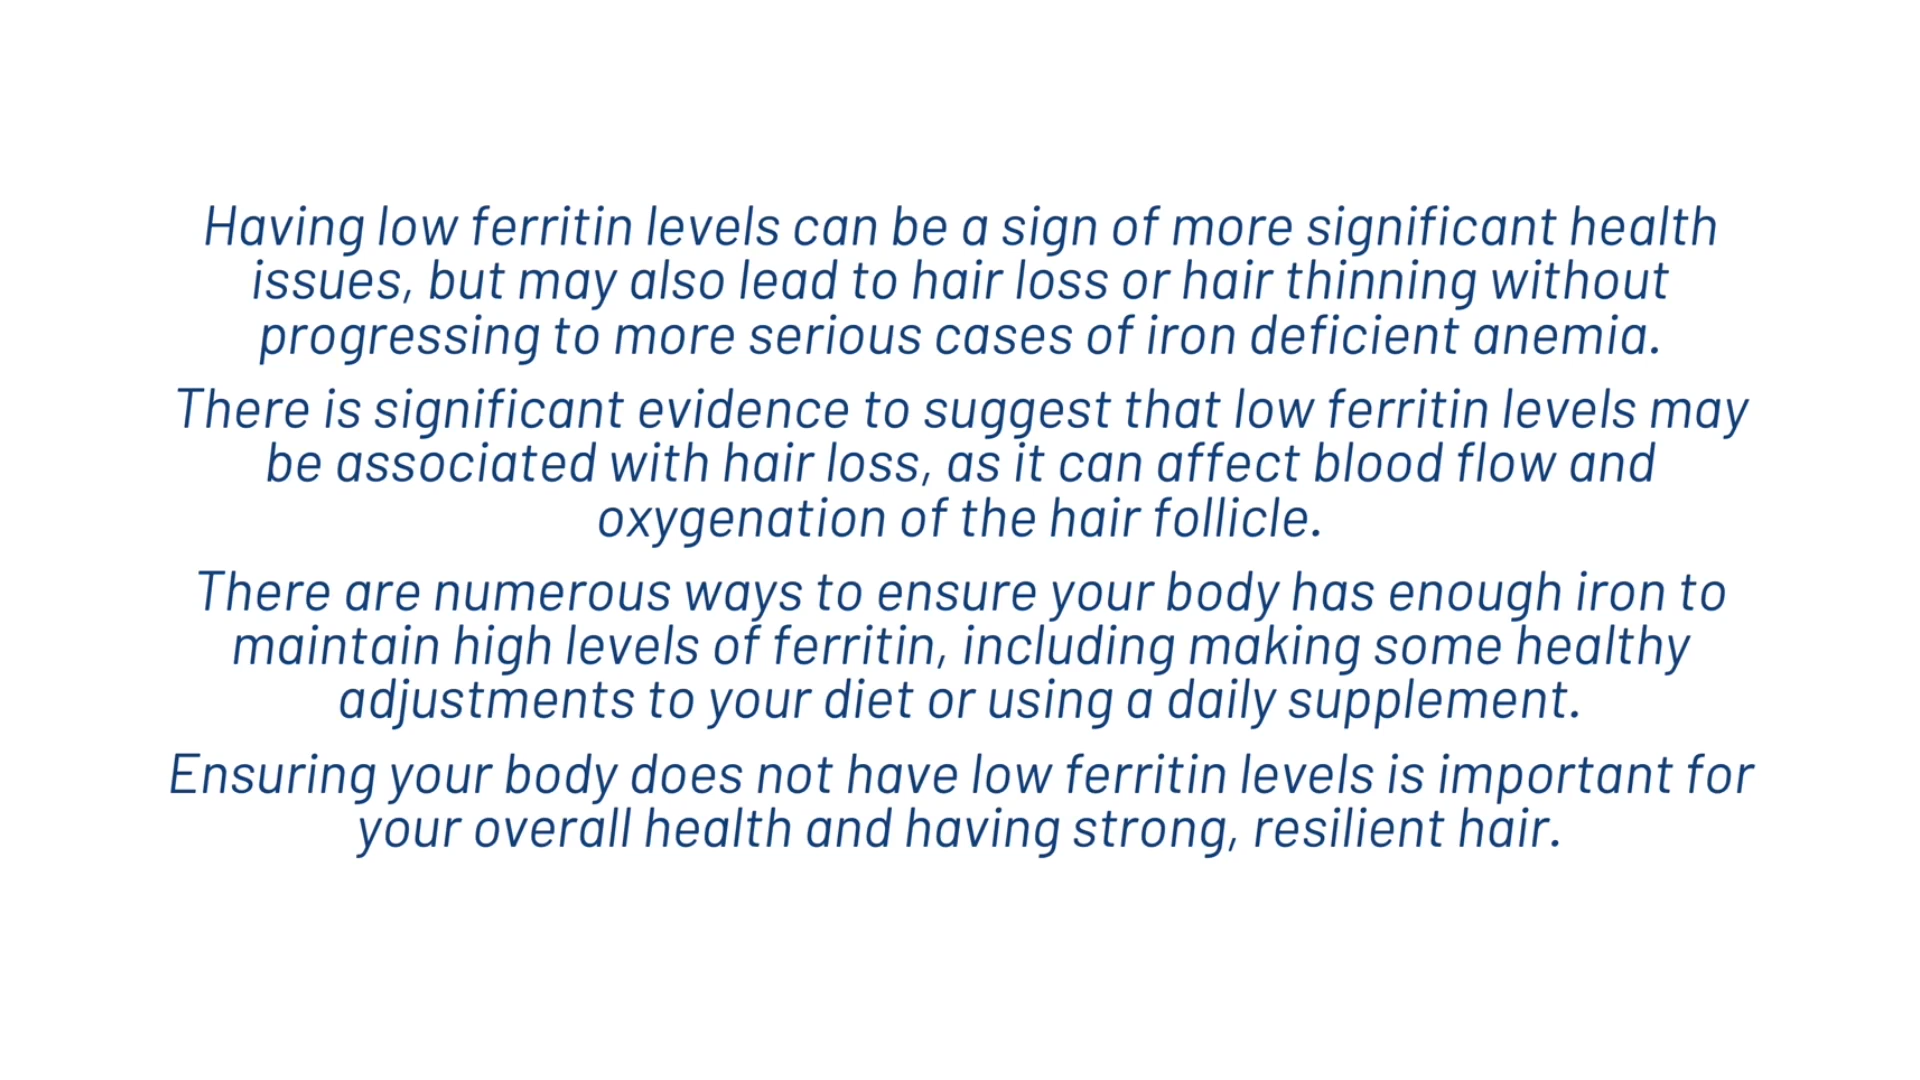 Having low ferritin levels can be a sign of more significant health
issues, but may also lead to hair loss or hair thinning without
progressing to more serious cases of iron deficient anemia.
There is significant evidence to suggest that low ferritin levels may
be associated with hair loss, as it can affect blood flow and
oxygenation of the hair follicle.
There are numerous ways to ensure your body has enough iron to
maintain high levels of ferritin, including making some healthy
adjustments to your diet or using a daily supplement.
Ensuring your body does not have low ferritin levels is important for
your overall health and having strong, resilient hair.